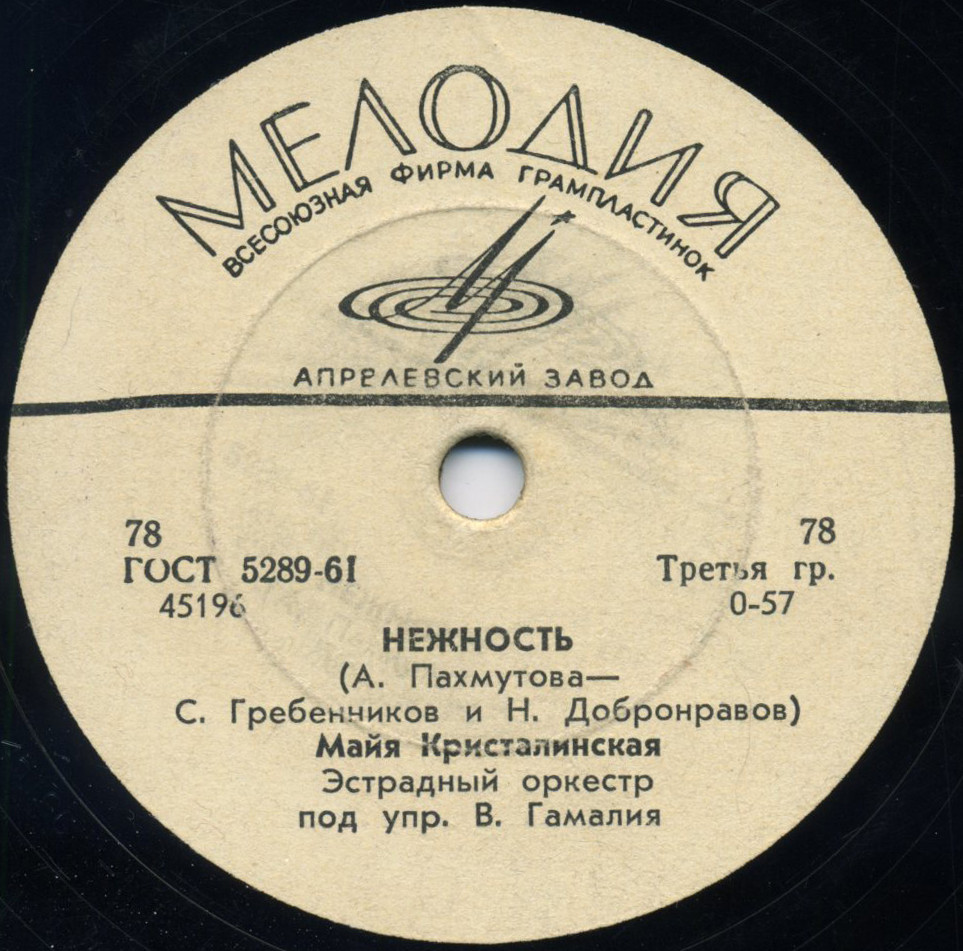 МЕЛОДИЯ
ВСЕСОЮЗНАЯ ФИРМА ГРАМПЛАСТИНОК
АПРЕЛЕВСКИЙ ЗАВОД
78 78
ГОСТ 5289-61 Третья гр.
45196 0-57
НЕЖНОСТЬ
(А. Пахмутова—
С. Гребенников и Н. Добронравов)
Майя Кристалинская
Эстрадный оркестр
под упр. В. Гамалия